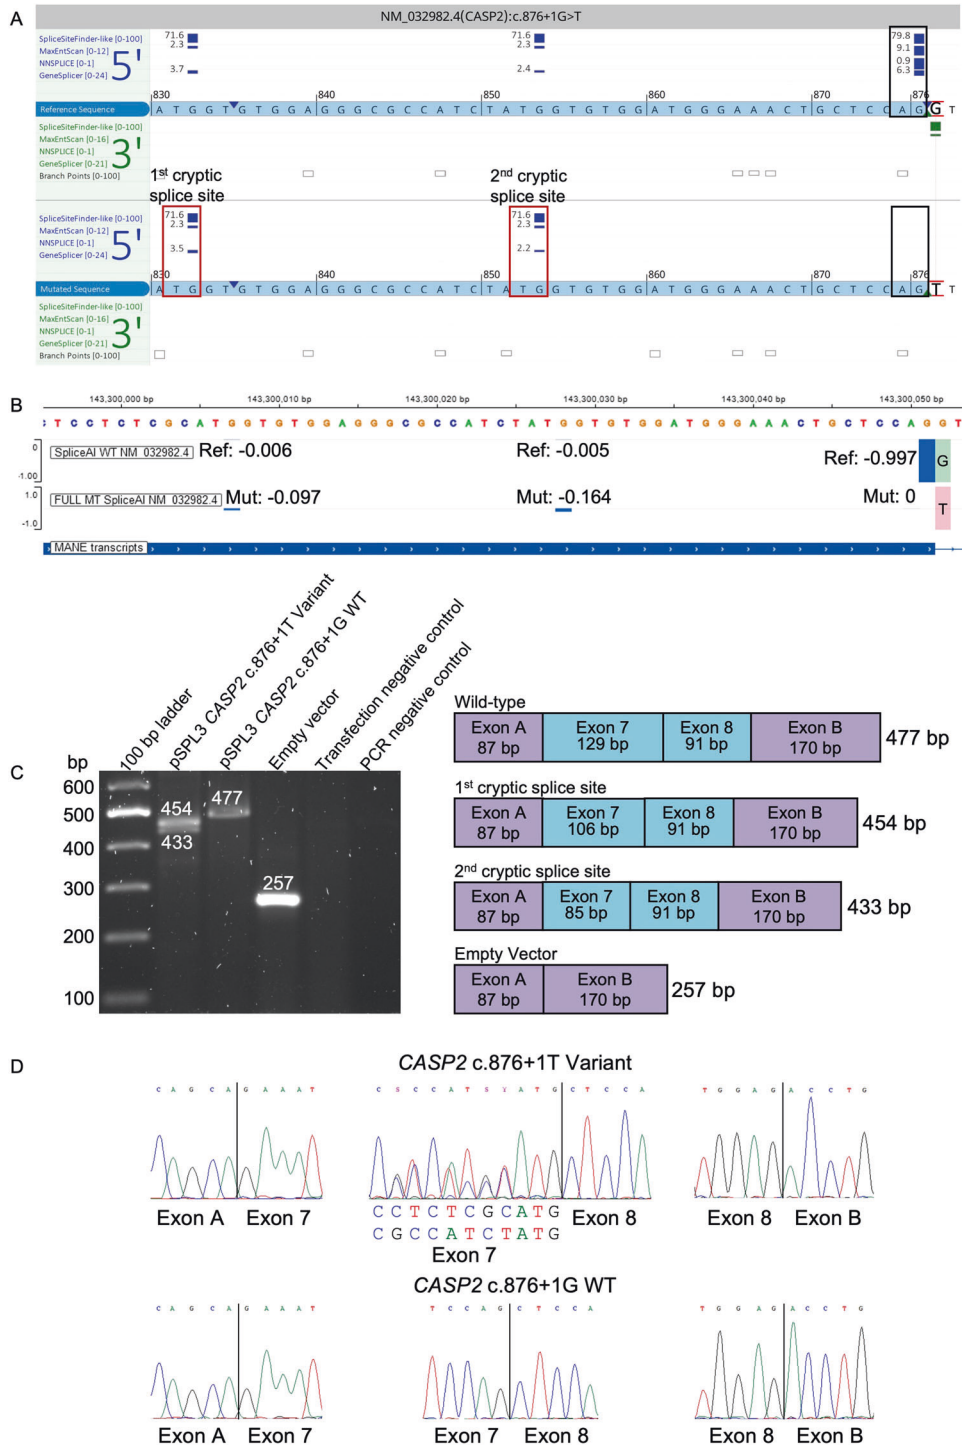 A
NM_032982.4(CASP2):c.876+1G>T
SpliceSiteFinder-like [0-100]
MaxEntScan [0-12]
NNSPLICE [0-1]
GeneSplicer [0-24]
5'
71.6
2.3
3.7
71.6
2.3
2.4
79.8
9.1
0.9
6.3
830 840 850 860 870 876
Reference Sequence
A T G G T G T G G A G G G C G C C A T C T A T G G T G T G G A T G G G A A A C T G C T C C A G G T
SpliceSiteFinder-like [0-100]
MaxEntScan [0-16]
NNSPLICE [0-1]
GeneSplicer [0-21]
3'
Branch Points [0-100]
1st cryptic
splice site
2nd cryptic
splice site
SpliceSiteFinder-like [0-100]
MaxEntScan [0-12]
NNSPLICE [0-1]
GeneSplicer [0-24]
5'
71.6
2.3
3.5
71.6
2.3
2.2
830 840 850 860 870 876
Mutated Sequence
A T G G T G T G G A G G G C G C C A T C T A T G G T G T G G A T G G G A A A C T G C T C C A G T T
SpliceSiteFinder-like [0-100]
MaxEntScan [0-16]
NNSPLICE [0-1]
GeneSplicer [0-21]
3'
Branch Points [0-100]
B
143,300,000 bp 143,300,010 bp 143,300,020 bp 143,300,030 bp 143,300,040 bp 143,300,050 bp
T C C T C T C G C A T G G T G T G G A G G G C G C C A T C T A T G G T G T G G A T G G G A A A C T G C T C C A G G T
0
-1.00
SpliceAI WT NM_032982.4
Ref: -0.006
Ref: -0.005
Ref: -0.997
G
1.0
-1.0
FULL MT SpliceAI NM_032982.4
Mut: -0.097
Mut: -0.164
Mut: 0
T
MANE transcripts
C
bp
100 bp ladder
pSPL3 CASP2 c.876+1T Variant
pSPL3 CASP2 c.876+1G WT
Empty vector
Transfection negative control
PCR negative control
600
500
400
300
200
100
454
433
477
257
Wild-type
Exon A Exon 7 Exon 8 Exon B
87 bp 129 bp 91 bp 170 bp
477 bp
1st cryptic splice site
Exon A Exon 7 Exon 8 Exon B
87 bp 106 bp 91 bp 170 bp
454 bp
2nd cryptic splice site
Exon A Exon 7 Exon 8 Exon B
87 bp 85 bp 91 bp 170 bp
433 bp
Empty Vector
Exon A Exon B
87 bp 170 bp
257 bp
D
CASP2 c.876+1T Variant
C A G C A G A A A T
C S C C A T S Y A T G C T C C A
T G G A G A C C T G
Exon A Exon 7
C C T C T C G C A T G
C G C C A T C T A T G
Exon 7
Exon 8
Exon 8 Exon B
CASP2 c.876+1G WT
C A G C A G A A A T
T C C A G C T C C A
T G G A G A C C T G
Exon A Exon 7
Exon 7 Exon 8
Exon 8 Exon B